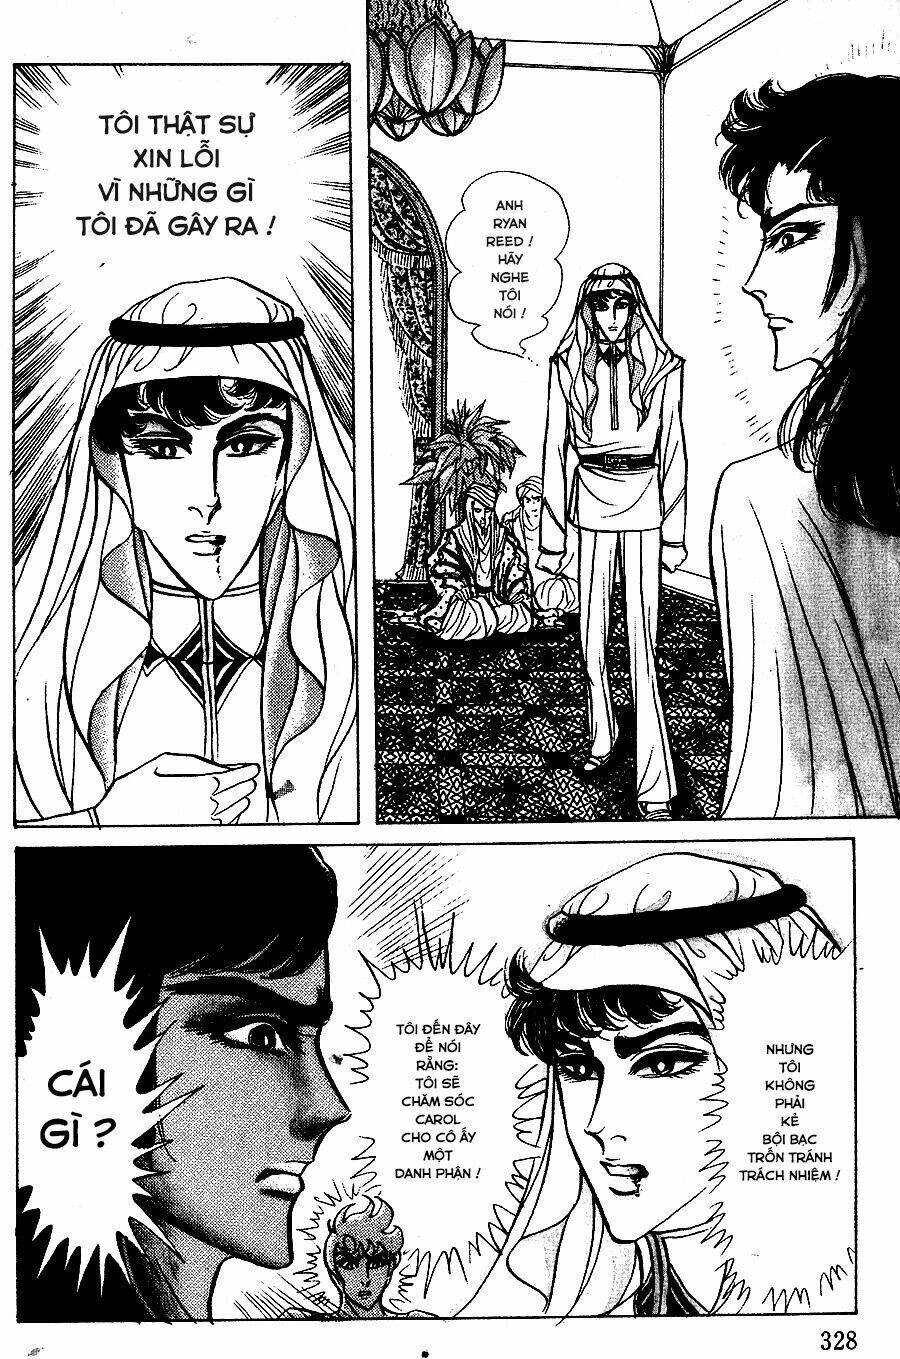 ANH
RYAN
REED !
HÃY
NGHE
TÔI
NÓI !
TÔI THẬT SỰ
XIN LỖI
VÌ NHỮNG GÌ
TÔI ĐÃ GÂY RA !
NHƯNG
TÔI
KHÔNG
PHẢI
KẺ
BỘI BẠC
TRỐN TRÁNH
TRÁCH NHIỆM !
TÔI ĐẾN ĐÂY
ĐỂ NÓI
RẰNG:
TÔI SẼ
CHĂM SÓC
CAROL
CHO CÔ ẤY
MỘT
DANH PHẬN !
CÁI
GÌ ?
328